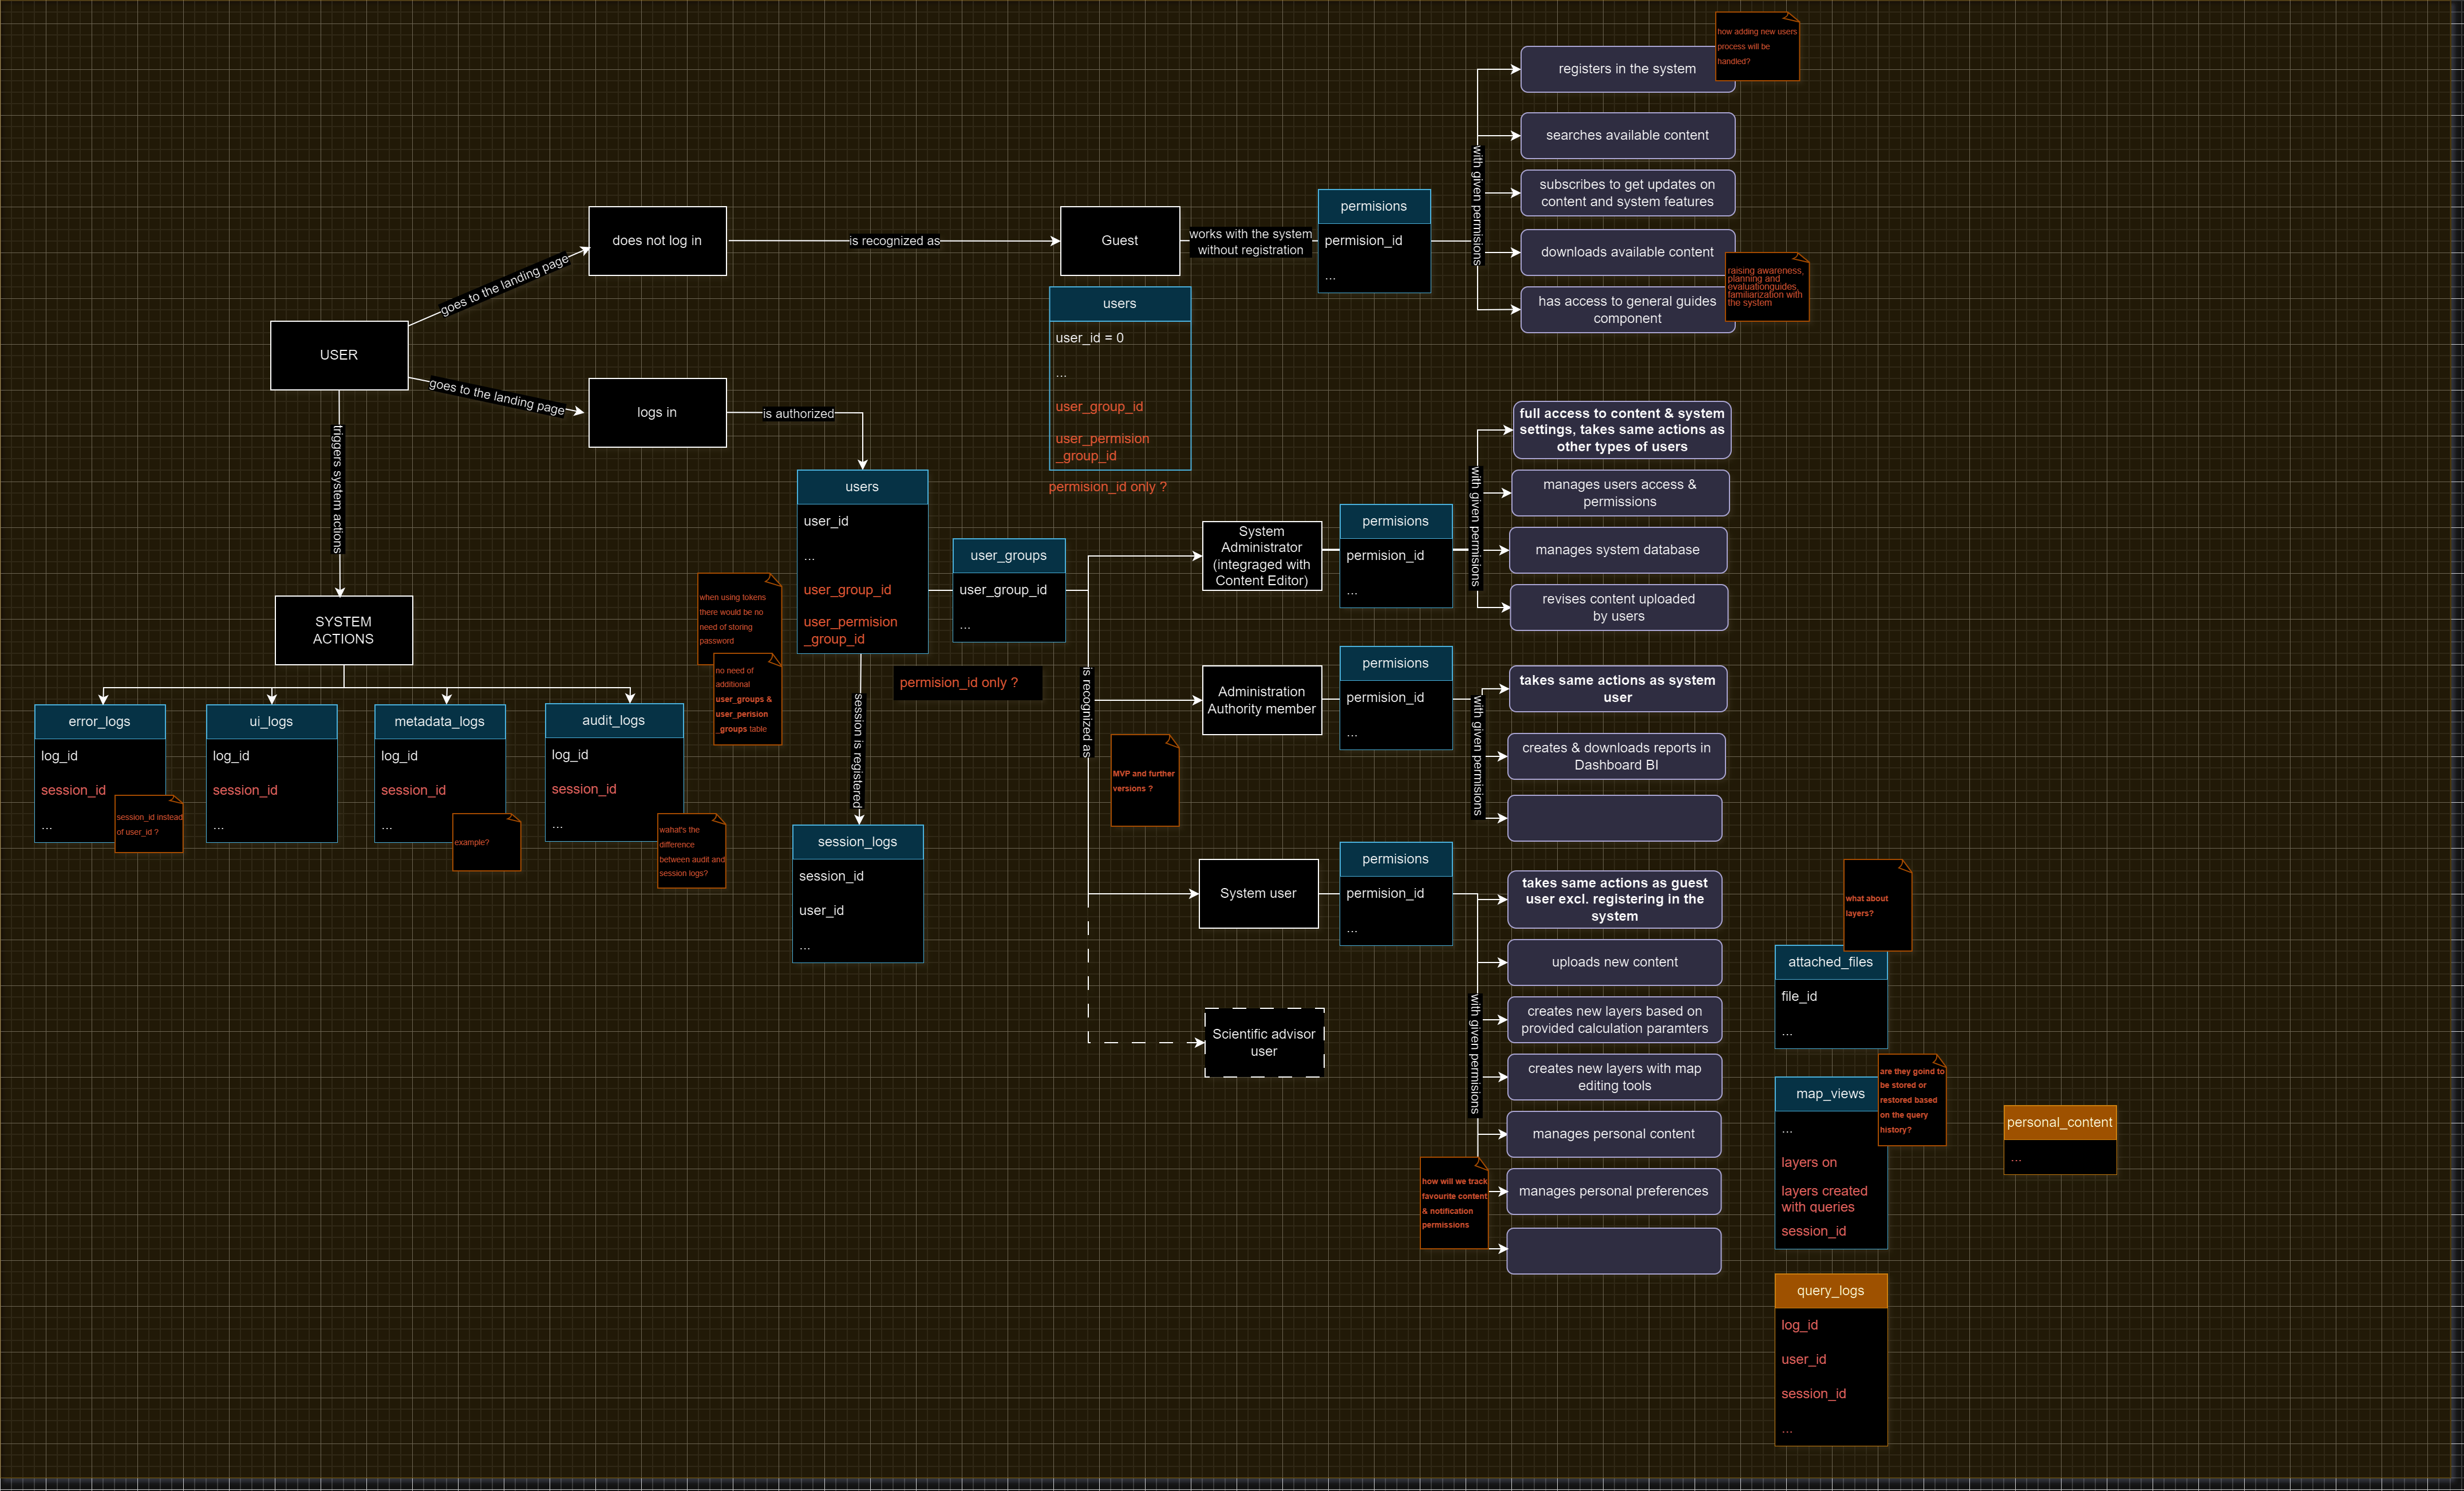 how adding new users
process will be
handled?
registers in the system
searches available content
subscribes to get updates on
content and system features
downloads available content
raising awareness,
planning and
evaluationguides,
familiarization with
the system
has access to general guides
component
with given permisions
does not log in
is recognized as
Guest
works with the system
without registration
permisions
permision_id
...
goes to the landing page
USER
goes to the landing page
logs in
is authorized
users
user_id = 0
...
user_group_id
user_permision
_group_id
permision_id only ?
triggers system actions
SYSTEM
ACTIONS
users
user_id
...
user_group_id
user_permision
_group_id
user_groups
user_group_id
...
permision_id only ?
when using tokens
there would be no
need of storing
password
no need of
additional
user_groups &
user_perision
_groups table
is recognized as
MVP and further
versions ?
System
Administrator
(integraged with
Content Editor)
permisions
permision_id
...
with given permisions
full access to content & system
settings, takes same actions as
other types of users
manages users access &
permissions
manages system database
revises content uploaded
by users
Administration
Authority member
permisions
permision_id
...
with given permisions
takes same actions as system
user
creates & downloads reports in
Dashboard BI
error_logs
log_id
session_id
...
session_id instead
of user_id ?
ui_logs
log_id
session_id
...
metadata_logs
log_id
session_id
...
example?
audit_logs
log_id
session_id
...
wahat's the
difference
between audit and
session logs?
session is registered
session_logs
session_id
user_id
...
System user
permisions
permision_id
...
with given permisions
takes same actions as guest
user excl. registering in the
system
uploads new content
creates new layers based on
provided calculation paramters
creates new layers with map
editing tools
manages personal content
manages personal preferences
how will we track
favourite content
& notification
permissions
Scientific advisor
user
what about
layers?
attached_files
file_id
...
map_views
...
layers on
layers created
with queries
session_id
are they goind to
be stored or
restored based
on the query
history?
personal_content
...
query_logs
log_id
user_id
session_id
...